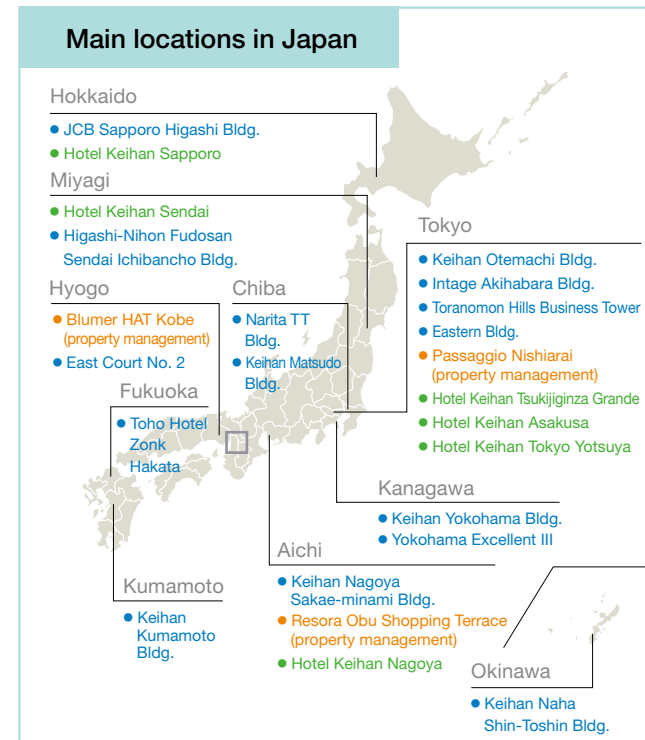 Main locations in Japan
Hokkaido
● JCB Sapporo Higashi Bldg.
● Hotel Keihan Sapporo
Miyagi
● Hotel Keihan Sendai
● Higashi-Nihon Fudosan
Sendai Ichibancho Bldg.
Hyogo
● Blumer HAT Kobe
(property management)
● East Court No. 2
Chiba
● Narita TT
Bldg.
● Keihan Matsudo
Bldg.
Tokyo
● Keihan Otemachi Bldg.
● Intage Akihabara Bldg.
● Toranomon Hills Business Tower
● Eastern Bldg.
● Passaggio Nishiarai
(property management)
● Hotel Keihan Tsukijiginza Grande
● Hotel Keihan Asakusa
● Hotel Keihan Tokyo Yotsuya
Fukuoka
● Toho Hotel
Zonk
Hakata
Kanagawa
● Keihan Yokohama Bldg.
● Yokohama Excellent III
Aichi
● Keihan Nagoya
Sakae-minami Bldg.
● Resora Obu Shopping Terrace
(property management)
● Hotel Keihan Nagoya
Kumamoto
● Keihan
Kumamoto
Bldg.
Okinawa
● Keihan Naha
Shin-Toshin Bldg.